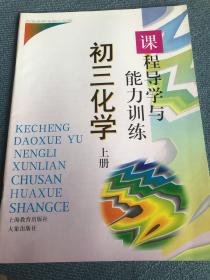 课程导学与
能力训练
初三化学
上册
KECHENG
DAOXUE YU
NENGLI
XUNLIAN
CHUSAN
HUAXUE
SHANGCE
上海教育出版社
大象出版社